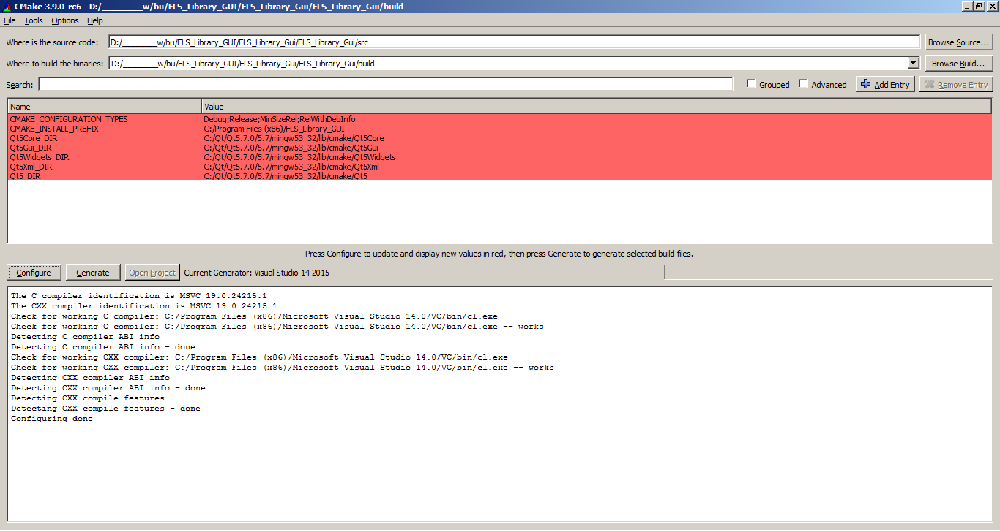 CMake 3.9.0-rc6 - D:/________w/bu/FLS_Library_GUI/FLS_Library_Gui/FLS_Library_Gui/build
File Tools Options Help
Where is the source code: D:/________w/bu/FLS_Library_GUI/FLS_Library_Gui/FLS_Library_Gui/src Browse Source...
Where to build the binaries: D:/________w/bu/FLS_Library_GUI/FLS_Library_Gui/FLS_Library_Gui/build Browse Build...
Search: Grouped Advanced Add Entry Remove Entry
Name Value
CMAKE_CONFIGURATION_TYPES Debug;Release;MinSizeRel;RelWithDebInfo
CMAKE_INSTALL_PREFIX C:/Program Files (x86)/FLS_Library_GUI
Qt5Core_DIR C:/Qt/Qt5.7.0/5.7/mingw53_32/lib/cmake/Qt5Core
Qt5Gui_DIR C:/Qt/Qt5.7.0/5.7/mingw53_32/lib/cmake/Qt5Gui
Qt5Widgets_DIR C:/Qt/Qt5.7.0/5.7/mingw53_32/lib/cmake/Qt5Widgets
Qt5Xml_DIR C:/Qt/Qt5.7.0/5.7/mingw53_32/lib/cmake/Qt5Xml
Qt5_DIR C:/Qt/Qt5.7.0/5.7/mingw53_32/lib/cmake/Qt5
Press Configure to update and display new values in red, then press Generate to generate selected build files.
Configure Generate Open Project Current Generator: Visual Studio 14 2015
The C compiler identification is MSVC 19.0.24215.1
The CXX compiler identification is MSVC 19.0.24215.1
Check for working C compiler: C:/Program Files (x86)/Microsoft Visual Studio 14.0/VC/bin/cl.exe
Check for working C compiler: C:/Program Files (x86)/Microsoft Visual Studio 14.0/VC/bin/cl.exe -- works
Detecting C compiler ABI info
Detecting C compiler ABI info - done
Check for working CXX compiler: C:/Program Files (x86)/Microsoft Visual Studio 14.0/VC/bin/cl.exe
Check for working CXX compiler: C:/Program Files (x86)/Microsoft Visual Studio 14.0/VC/bin/cl.exe -- works
Detecting CXX compiler ABI info
Detecting CXX compiler ABI info - done
Detecting CXX compile features
Detecting CXX compile features - done
Configuring done